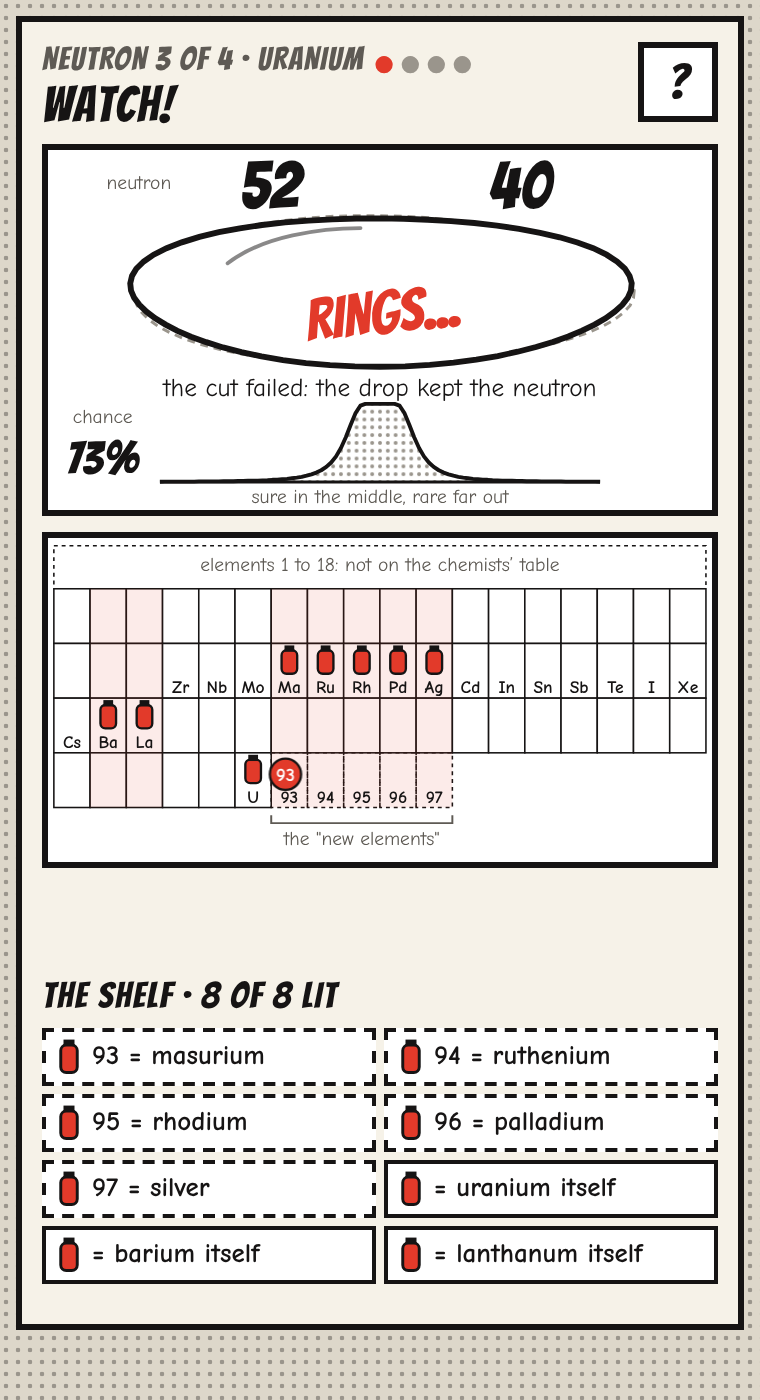 NEUTRON 3 OF 4 · URANIUM
WATCH!
?
neutron
52 40
RINGS...
the cut failed: the drop kept the neutron
chance
73%
sure in the middle, rare far out
elements 1 to 18: not on the chemists' table
Zr Nb Mo Ma Ru Rh Pd Ag Cd In Sn Sb Te I Xe
Cs Ba La
93
U 93 94 95 96 97
the "new elements"
THE SHELF · 8 OF 8 LIT
93 = masurium
94 = ruthenium
95 = rhodium
96 = palladium
97 = silver
= uranium itself
= barium itself
= lanthanum itself